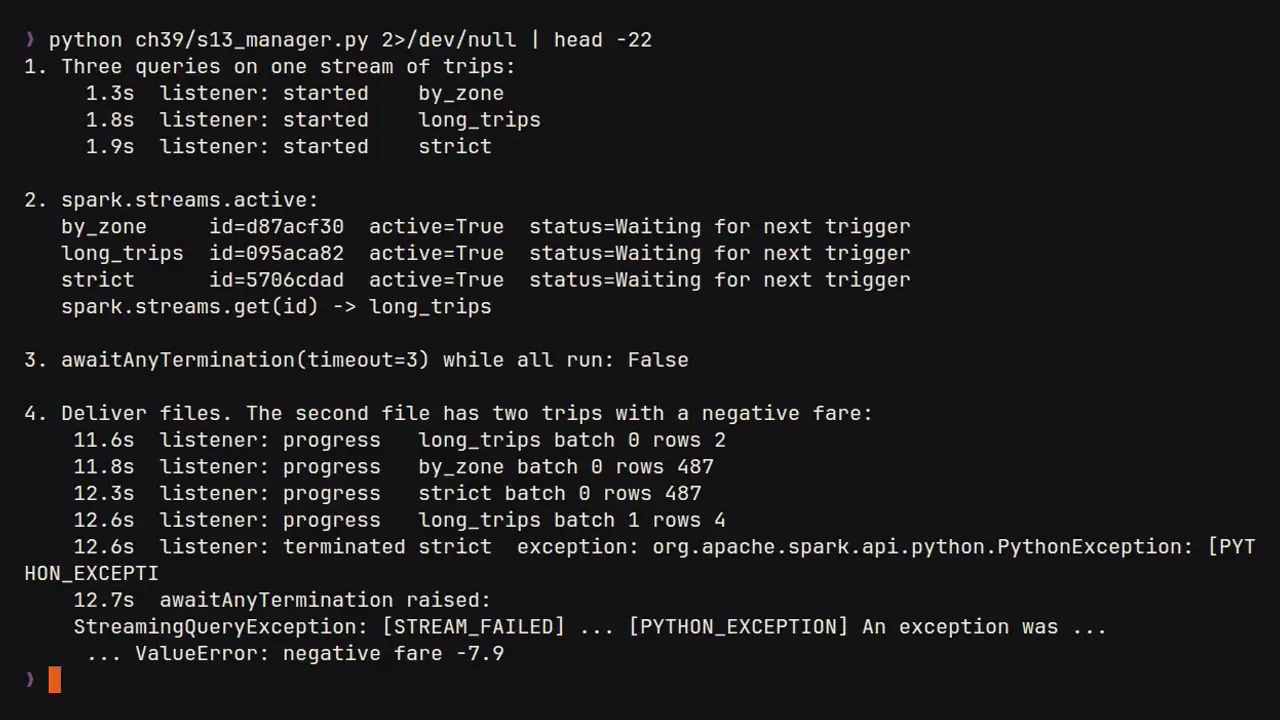 ❯ python ch39/s13_manager.py 2>/dev/null | head -22
1. Three queries on one stream of trips:
     1.3s  listener: started    by_zone
     1.8s  listener: started    long_trips
     1.9s  listener: started    strict
2. spark.streams.active:
   by_zone     id=d87acf30  active=True  status=Waiting for next trigger
   long_trips  id=095aca82  active=True  status=Waiting for next trigger
   strict      id=5706cdad  active=True  status=Waiting for next trigger
   spark.streams.get(id) -> long_trips
3. awaitAnyTermination(timeout=3) while all run: False
4. Deliver files. The second file has two trips with a negative fare:
    11.6s  listener: progress   long_trips batch 0 rows 2
    11.8s  listener: progress   by_zone batch 0 rows 487
    12.3s  listener: progress   strict batch 0 rows 487
    12.6s  listener: progress   long_trips batch 1 rows 4
    12.6s  listener: terminated strict  exception: org.apache.spark.api.python.PythonException: [PYT
HON_EXCEPTI
    12.7s  awaitAnyTermination raised:
    StreamingQueryException: [STREAM_FAILED] ... [PYTHON_EXCEPTION] An exception was ...
     ... ValueError: negative fare -7.9
❯